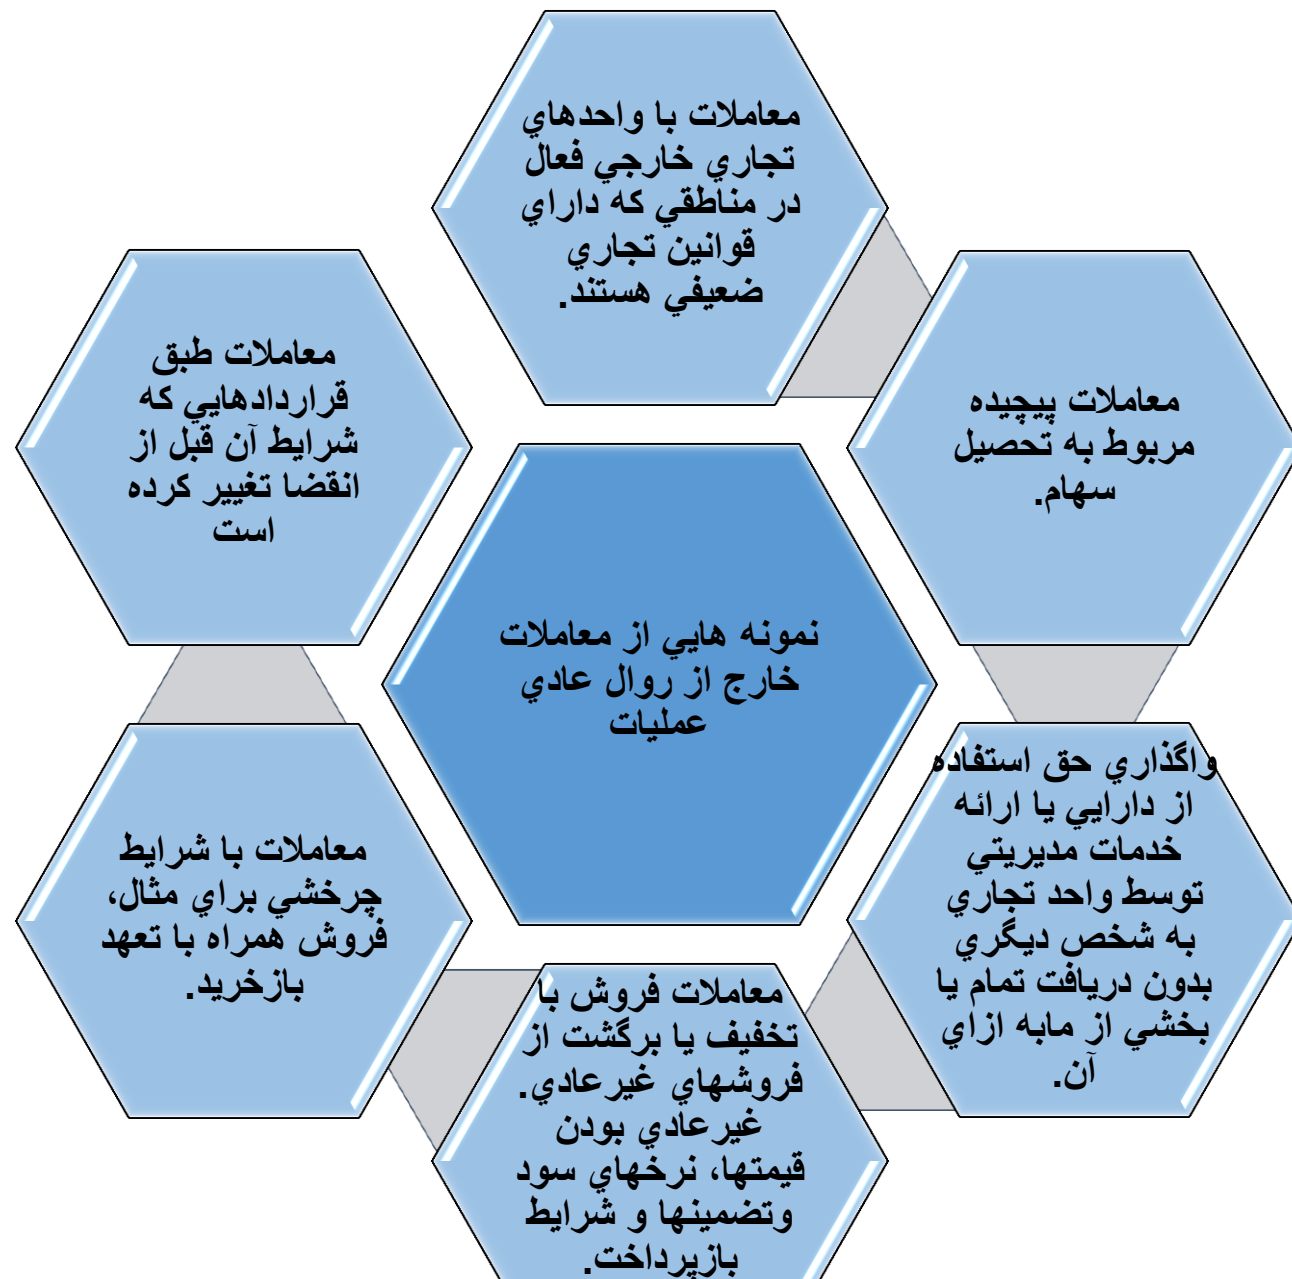 معاملات با واحدهاي
تجاري خارجي فعال
در مناطقي که داراي
قوانين تجاري
ضعيفي هستند.
معاملات پيچيده
مربوط به تحصيل
سهام.
واگذاري حق استفاده
از دارايي يا ارائه
خدمات مديريتي
توسط واحد تجاري
به شخص ديگري
بدون دريافت تمام يا
بخشي از مابه ازاي
آن.
معاملات فروش با
تخفيف يا برگشت از
فروشهاي غيرعادي.
غيرعادي بودن
قيمتها، نرخهاي سود
وتضمينها و شرايط
بازپرداخت.
معاملات با شرايط
چرخشي براي مثال،
فروش همراه با تعهد
بازخريد.
معاملات طبق
قراردادهايي که
شرايط آن قبل از
انقضا تغيير کرده
است
نمونه هايي از معاملات
خارج از روال عادي
عمليات